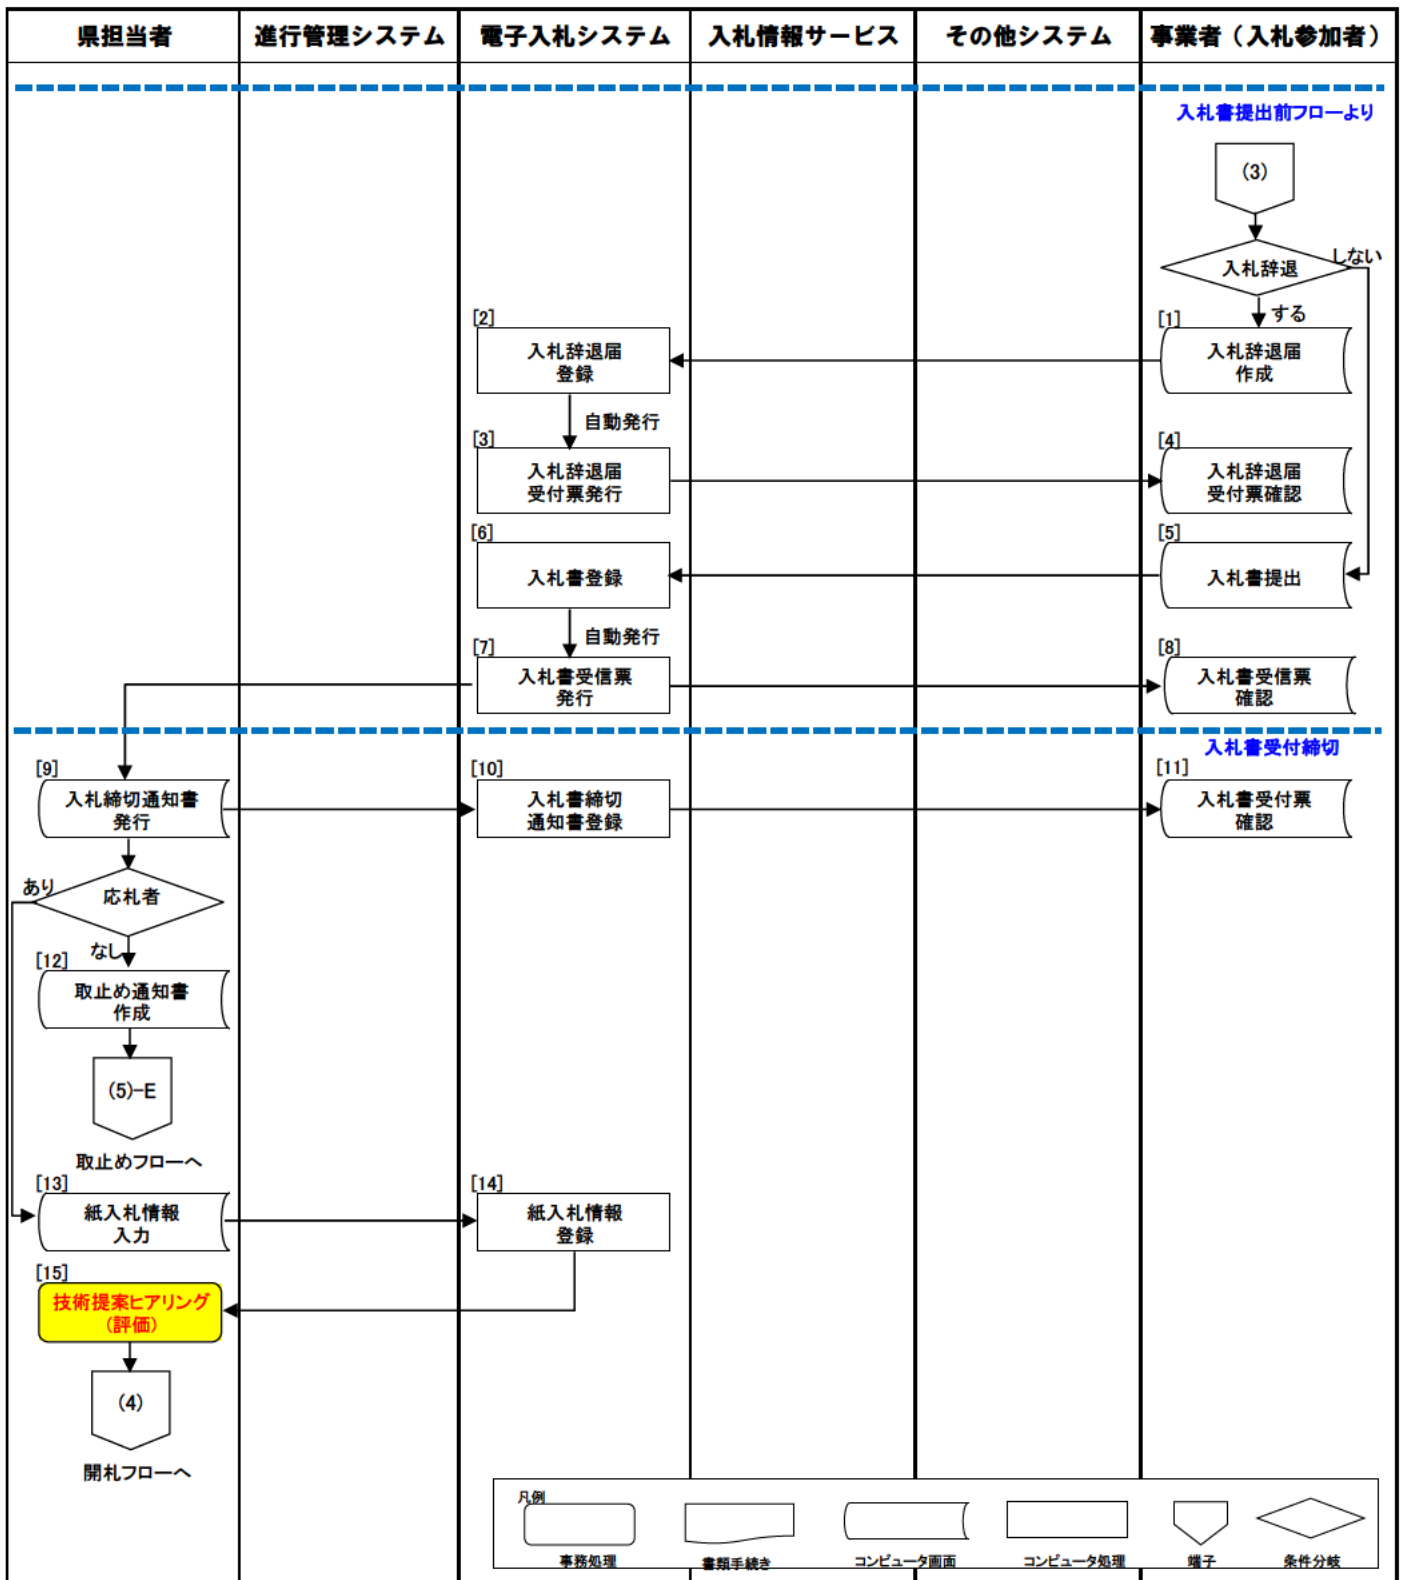 県担当者
進行管理システム
電子入札システム
入札情報サービス
その他システム
事業者（入札参加者）
入札書提出前フローより
(3)
入札辞退
しない
する
[1]
入札辞退届
作成
[2]
入札辞退届
登録
自動発行
[3]
入札辞退届
受付票発行
[4]
入札辞退届
受付票確認
[5]
入札書提出
[6]
入札書登録
自動発行
[7]
入札書受信票
発行
[8]
入札書受信票
確認
入札書受付締切
[9]
入札締切通知書
発行
[10]
入札書締切
通知書登録
[11]
入札書受付票
確認
応札者
あり
なし
[12]
取止め通知書
作成
(5)-E
取止めフローへ
[13]
紙入札情報
入力
[14]
紙入札情報
登録
[15]
技術提案ヒアリング
(評価)
(4)
開札フローへ
凡例
事務処理
書類手続き
コンピュータ画面
コンピュータ処理
端子
条件分岐